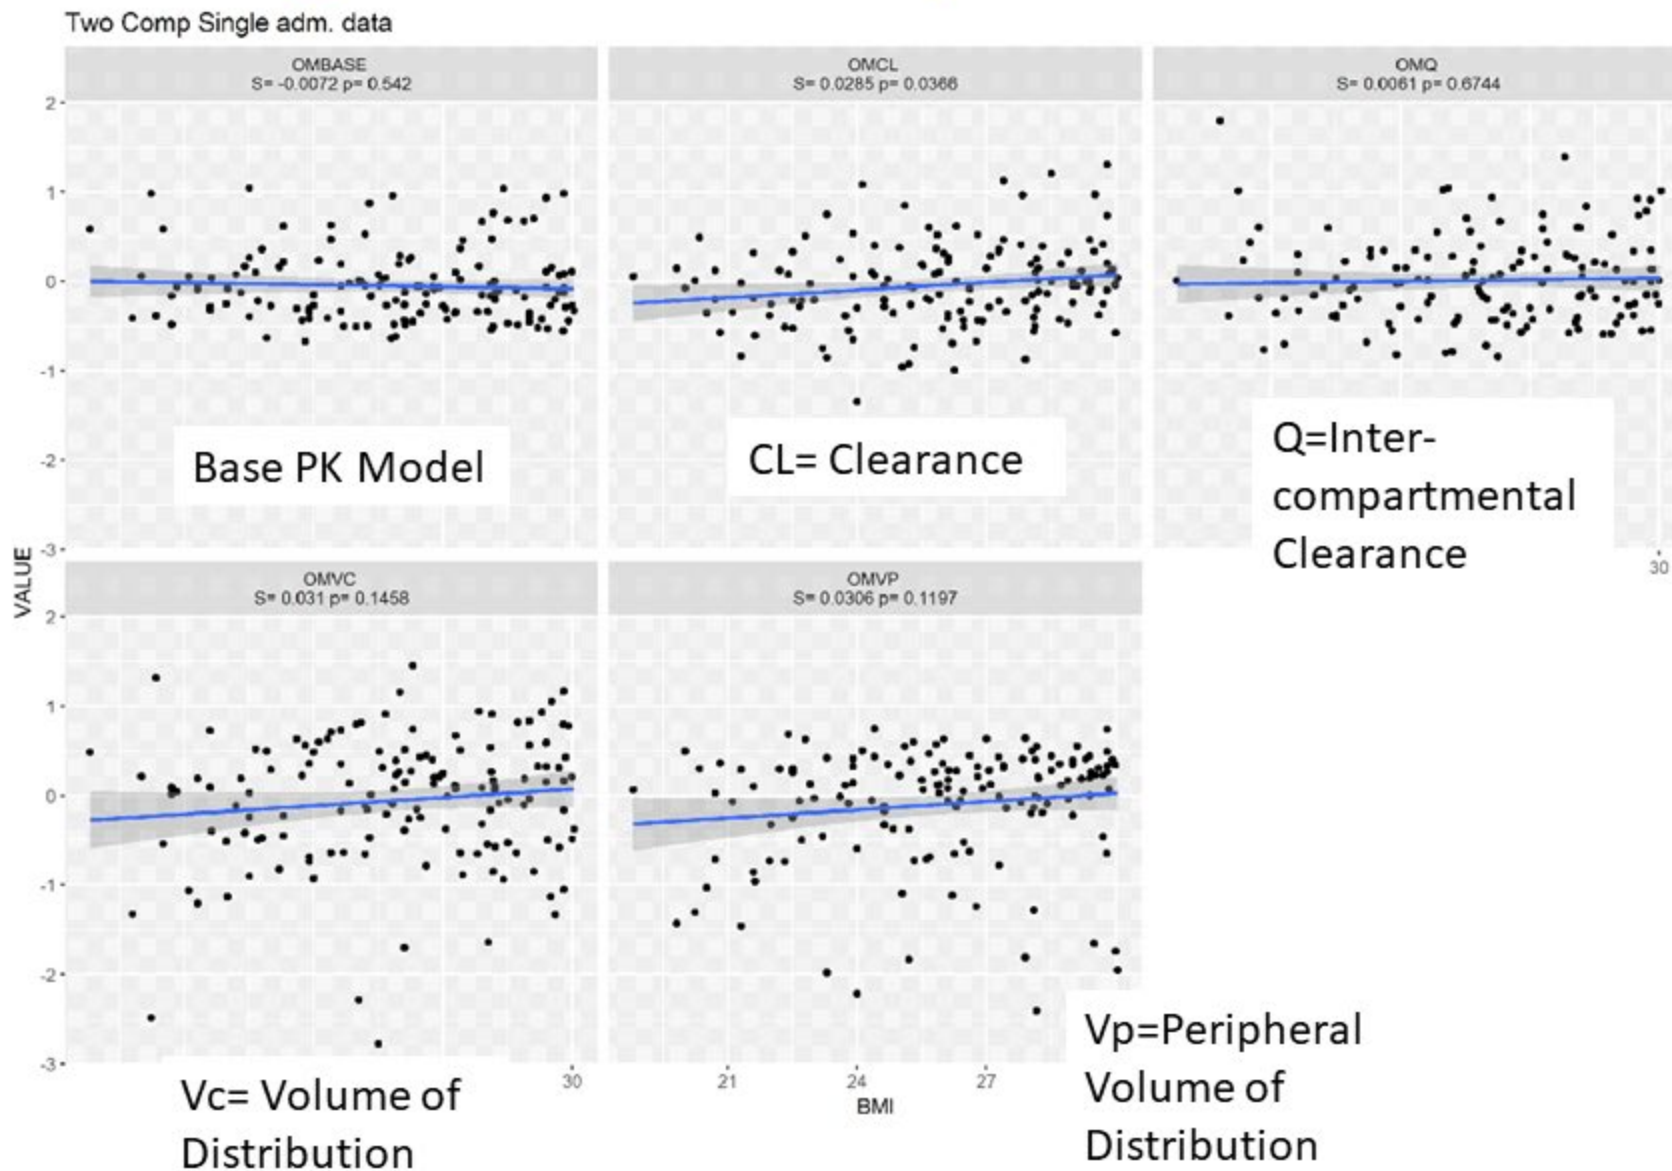 Two Comp Single adm. data
OMBASE
S= -0.0072 p= 0.542
OMCL
S= 0.0285 p= 0.0366
OMQ
S= 0.0061 p= 0.6744
2
1
0
-1
-2
-3
Base PK Model
CL= Clearance
Q=Inter-
compartmental
Clearance
30
VALUE
OMVC
S= 0.031 p= 0.1458
OMVP
S= 0.0306 p= 0.1197
2
1
0
-1
-2
-3
30
21
24
27
BMI
Vc= Volume of
Distribution
Vp=Peripheral
Volume of
Distribution